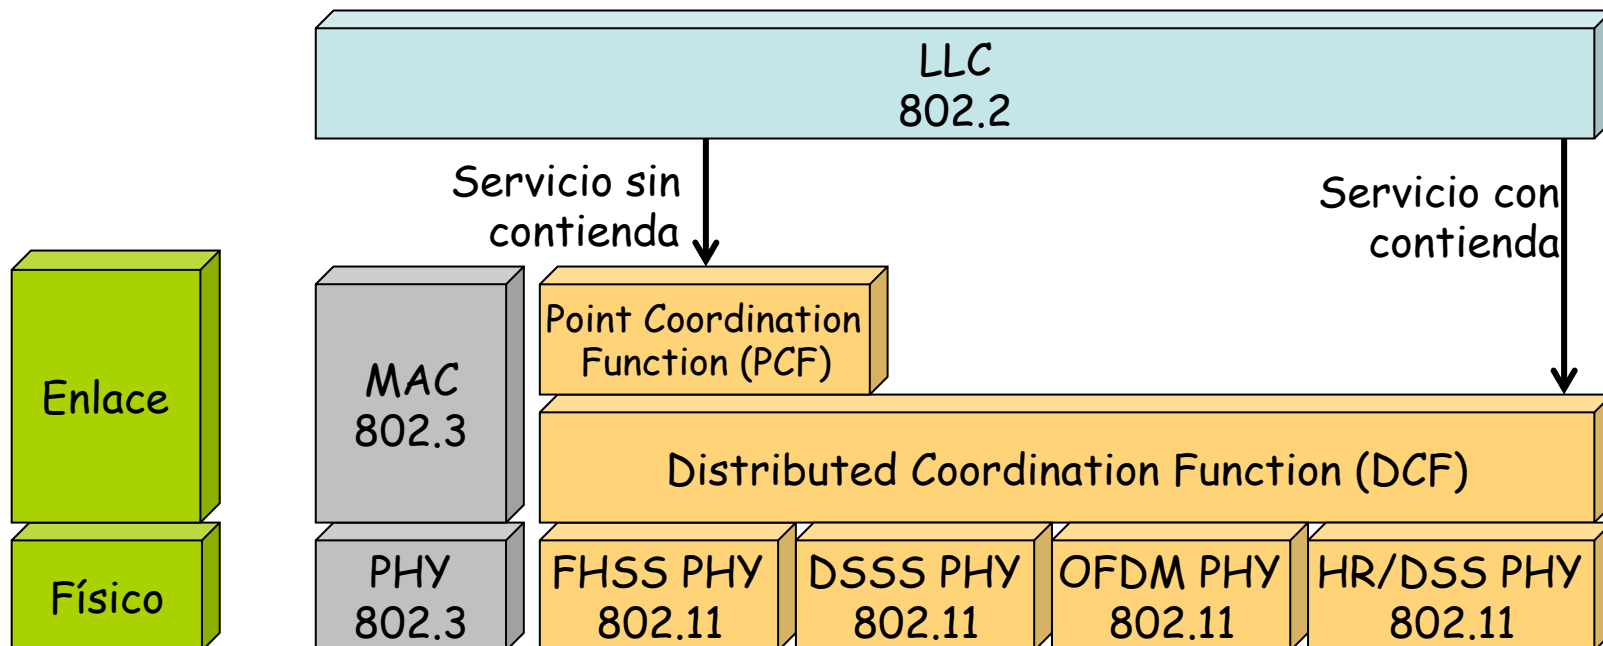 LLC
802.2
Servicio sin
contienda
Servicio con
contienda
Enlace
MAC
802.3
Point Coordination
Function (PCF)
Distributed Coordination Function (DCF)
Físico
PHY
802.3
FHSS PHY
802.11
DSSS PHY
802.11
OFDM PHY
802.11
HR/DSS PHY
802.11